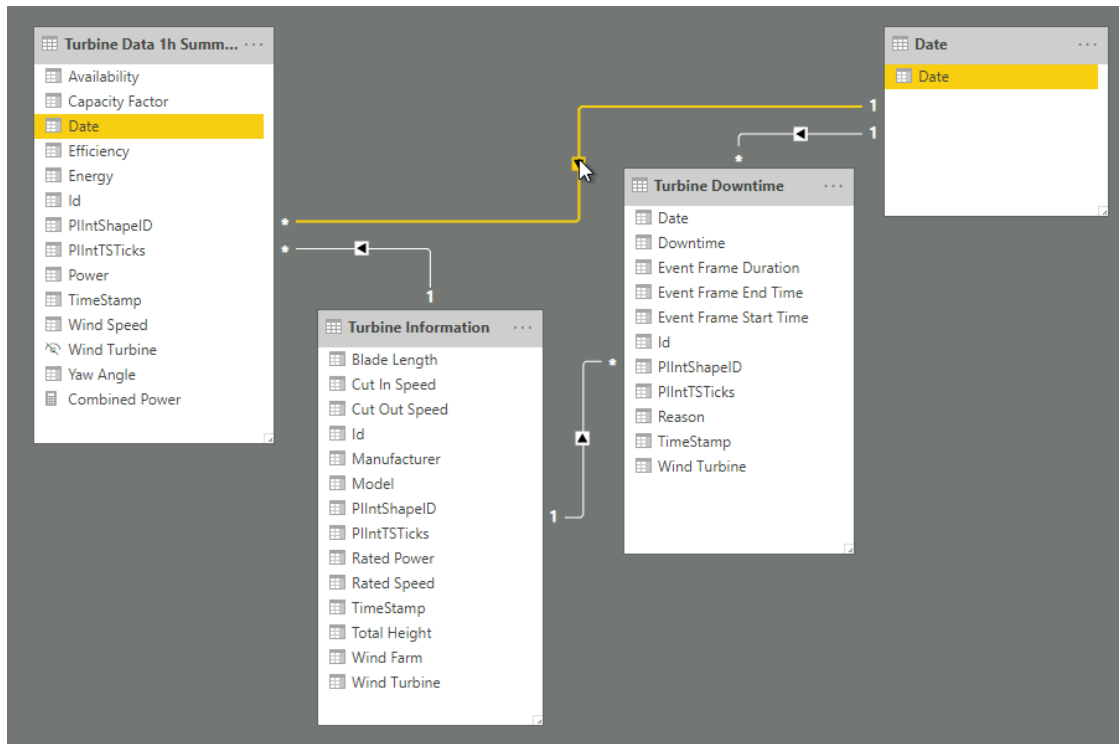 Turbine Data 1h Summ... ...
Availability
Capacity Factor
Date
Efficiency
Energy
Id
PIIntShapeID
PIIntTSTicks
Power
TimeStamp
Wind Speed
Wind Turbine
Yaw Angle
Combined Power
*
*
1
Turbine Information ...
Blade Length
Cut In Speed
Cut Out Speed
Id
Manufacturer
Model
PIIntShapeID
PIIntTSTicks
Rated Power
Rated Speed
TimeStamp
Total Height
Wind Farm
Wind Turbine
1
*
*
Turbine Downtime ...
Date
Downtime
Event Frame Duration
Event Frame End Time
Event Frame Start Time
Id
PIIntShapeID
PIIntTSTicks
Reason
TimeStamp
Wind Turbine
1
1
Date ...
Date